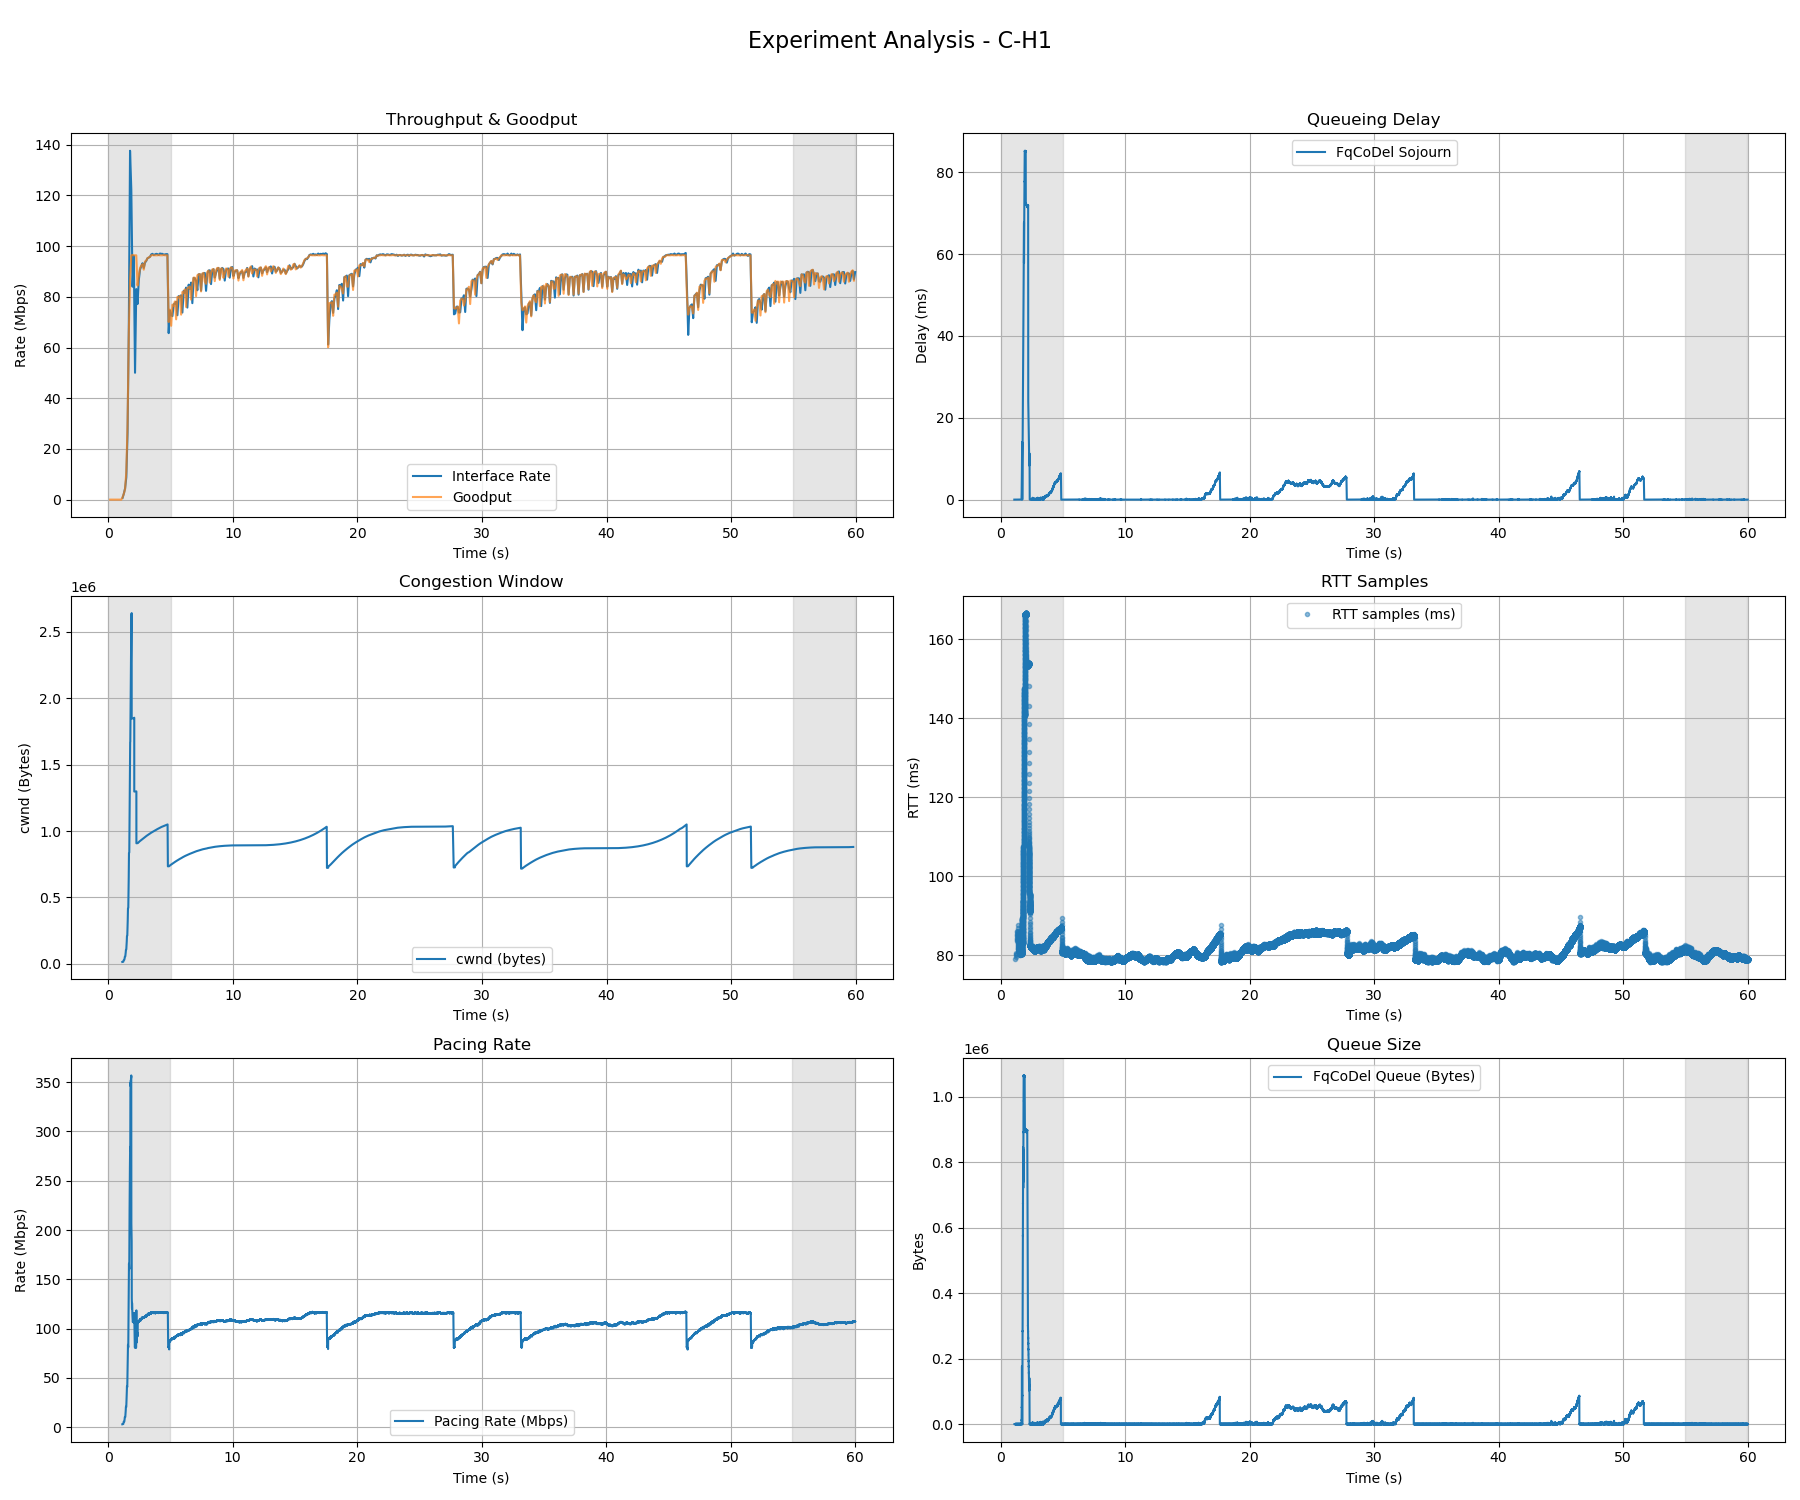 Experiment Analysis - C-H1
Throughput & Goodput
140
120
100
80
60
40
20
0
Rate (Mbps)
Interface Rate
Goodput
0 10 20 30 40 50 60
Time (s)
Queueing Delay
FqCoDel Sojourn
80
60
40
20
0
Delay (ms)
0 10 20 30 40 50 60
Time (s)
Congestion Window
1e6
2.5
2.0
1.5
1.0
0.5
0.0
cwnd (Bytes)
cwnd (bytes)
0 10 20 30 40 50 60
Time (s)
RTT Samples
RTT samples (ms)
160
140
120
100
80
RTT (ms)
0 10 20 30 40 50 60
Time (s)
Pacing Rate
350
300
250
200
150
100
50
0
Rate (Mbps)
Pacing Rate (Mbps)
0 10 20 30 40 50 60
Time (s)
Queue Size
1e6
FqCoDel Queue (Bytes)
1.0
0.8
0.6
0.4
0.2
0.0
Bytes
0 10 20 30 40 50 60
Time (s)